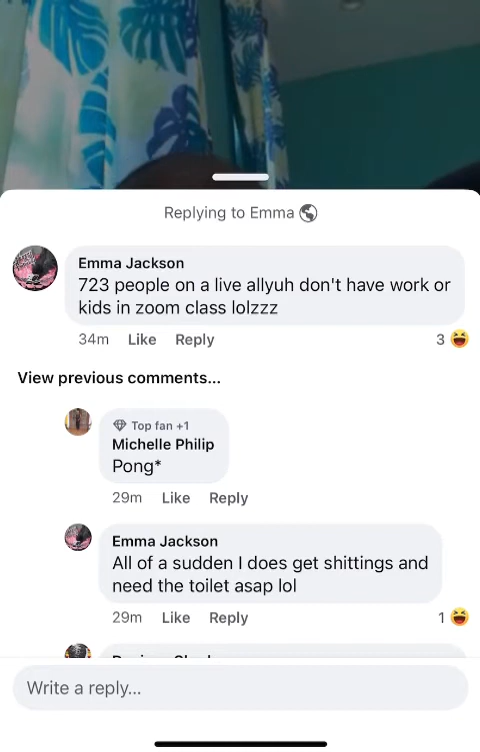 Replying to Emma
Emma Jackson
723 people on a live allyuh don't have work or
kids in zoom class lolzzz
34m Like Reply 3
View previous comments...
Top fan +1
Michelle Philip
Pong*
29m Like Reply
Emma Jackson
All of a sudden I does get shittings and
need the toilet asap lol
29m Like Reply 1
Write a reply...